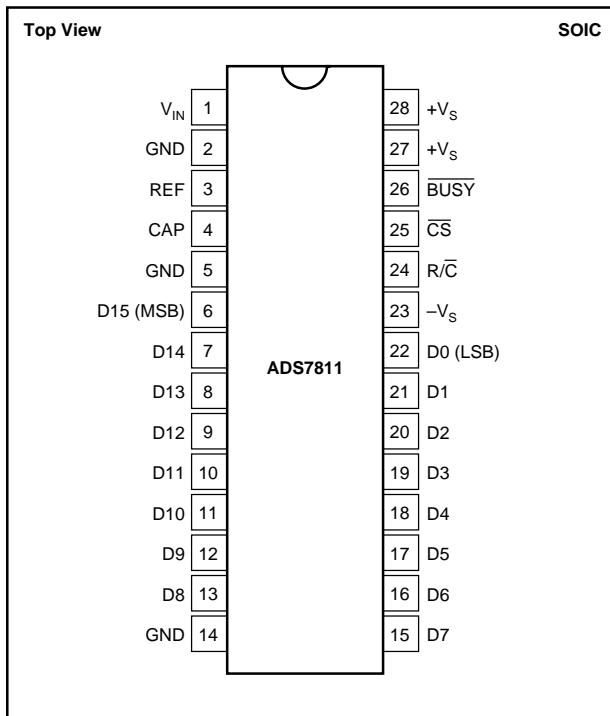 Top View SOIC
V_IN 1 28 +V_S
GND 2 27 +V_S
REF 3 26 B̅U̅S̅Y̅
CAP 4 25 C̅S̅
GND 5 24 R/C̅
D15 (MSB) 6 23 –V_S
D14 7 22 D0 (LSB)
ADS7811
D13 8 21 D1
D12 9 20 D2
D11 10 19 D3
D10 11 18 D4
D9 12 17 D5
D8 13 16 D6
GND 14 15 D7